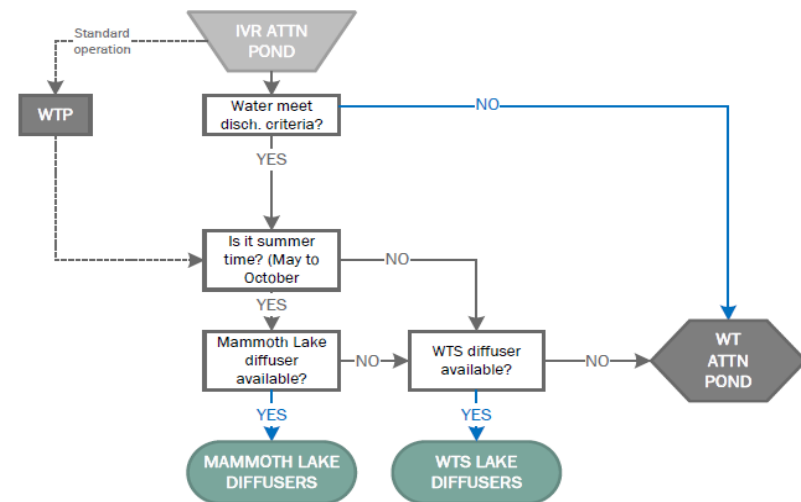 Standard
operation
IVR ATTN
POND
WTP
Water meet
disch. criteria?
NO
YES
Is it summer
time? (May to
October
NO
YES
Mammoth Lake
diffuser
available?
NO
WTS diffuser
available?
NO
WT
ATTN
POND
YES
YES
MAMMOTH LAKE
DIFFUSERS
WTS LAKE
DIFFUSERS